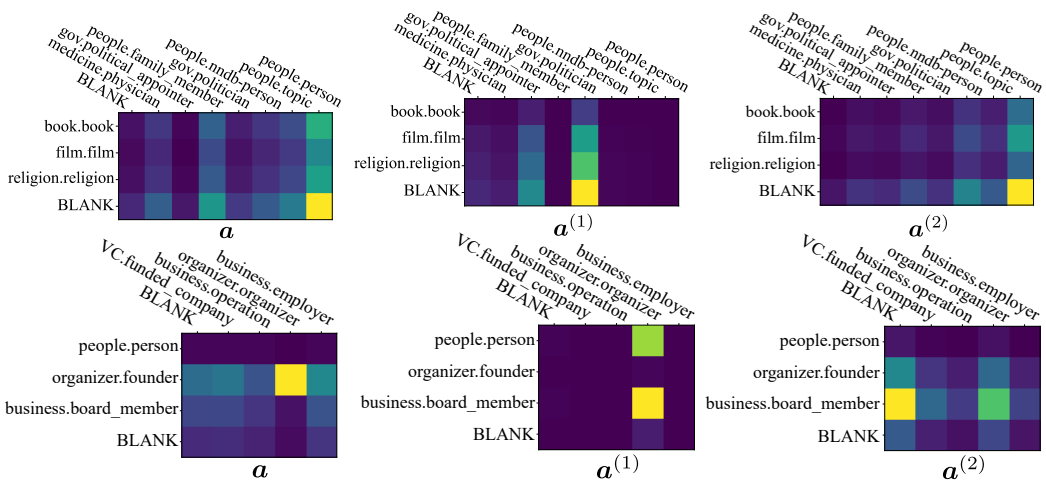 people.person
people.topic
people.nndb-person
gov.politician
people.family_member
gov.political_appointer
medicine.physician
BLANK
book.book
film.film
religion.religion
BLANK
a
people.person
people.topic
people.nndb-person
gov.politician
people.family_member
gov.political_appointer
medicine.physician
BLANK
book.book
film.film
religion.religion
BLANK
a(1)
people.person
people.topic
people.nndb-person
gov.politician
people.family_member
gov.political_appointer
medicine.physician
BLANK
book.book
film.film
religion.religion
BLANK
a(2)
business.employer
organizer.organizer
business.operation
VC.funded_company
BLANK
people.person
organizer.founder
business.board_member
BLANK
a
business.employer
organizer.organizer
business.operation
VC.funded_company
BLANK
people.person
organizer.founder
business.board_member
BLANK
a(1)
business.employer
organizer.organizer
business.operation
VC.funded_company
BLANK
people.person
organizer.founder
business.board_member
BLANK
a(2)